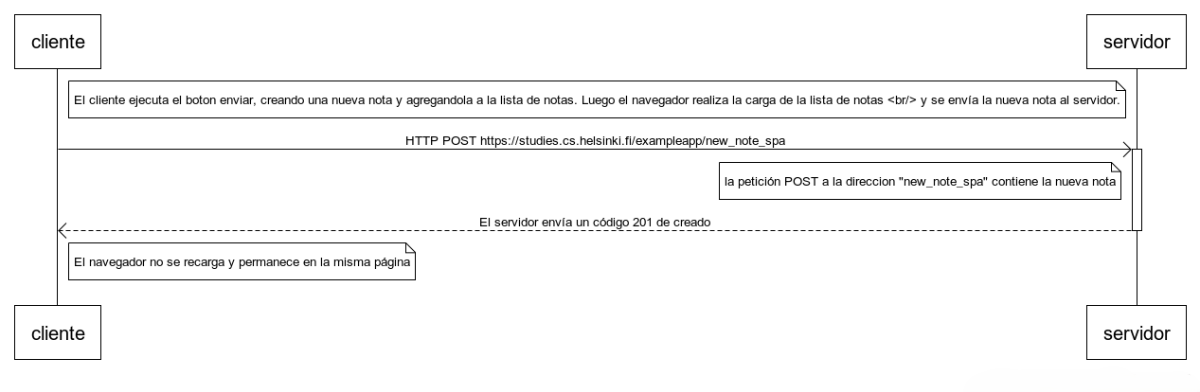 cliente
servidor
El cliente ejecuta el boton enviar, creando una nueva nota y agregandola a la lista de notas. Luego el navegador realiza la carga de la lista de notas <br/> y se envía la nueva nota al servidor.
HTTP POST https://studies.cs.helsinki.fi/exampleapp/new_note_spa
la petición POST a la direccion "new_note_spa" contiene la nueva nota
El servidor envía un código 201 de creado
El navegador no se recarga y permanece en la misma página
cliente
servidor